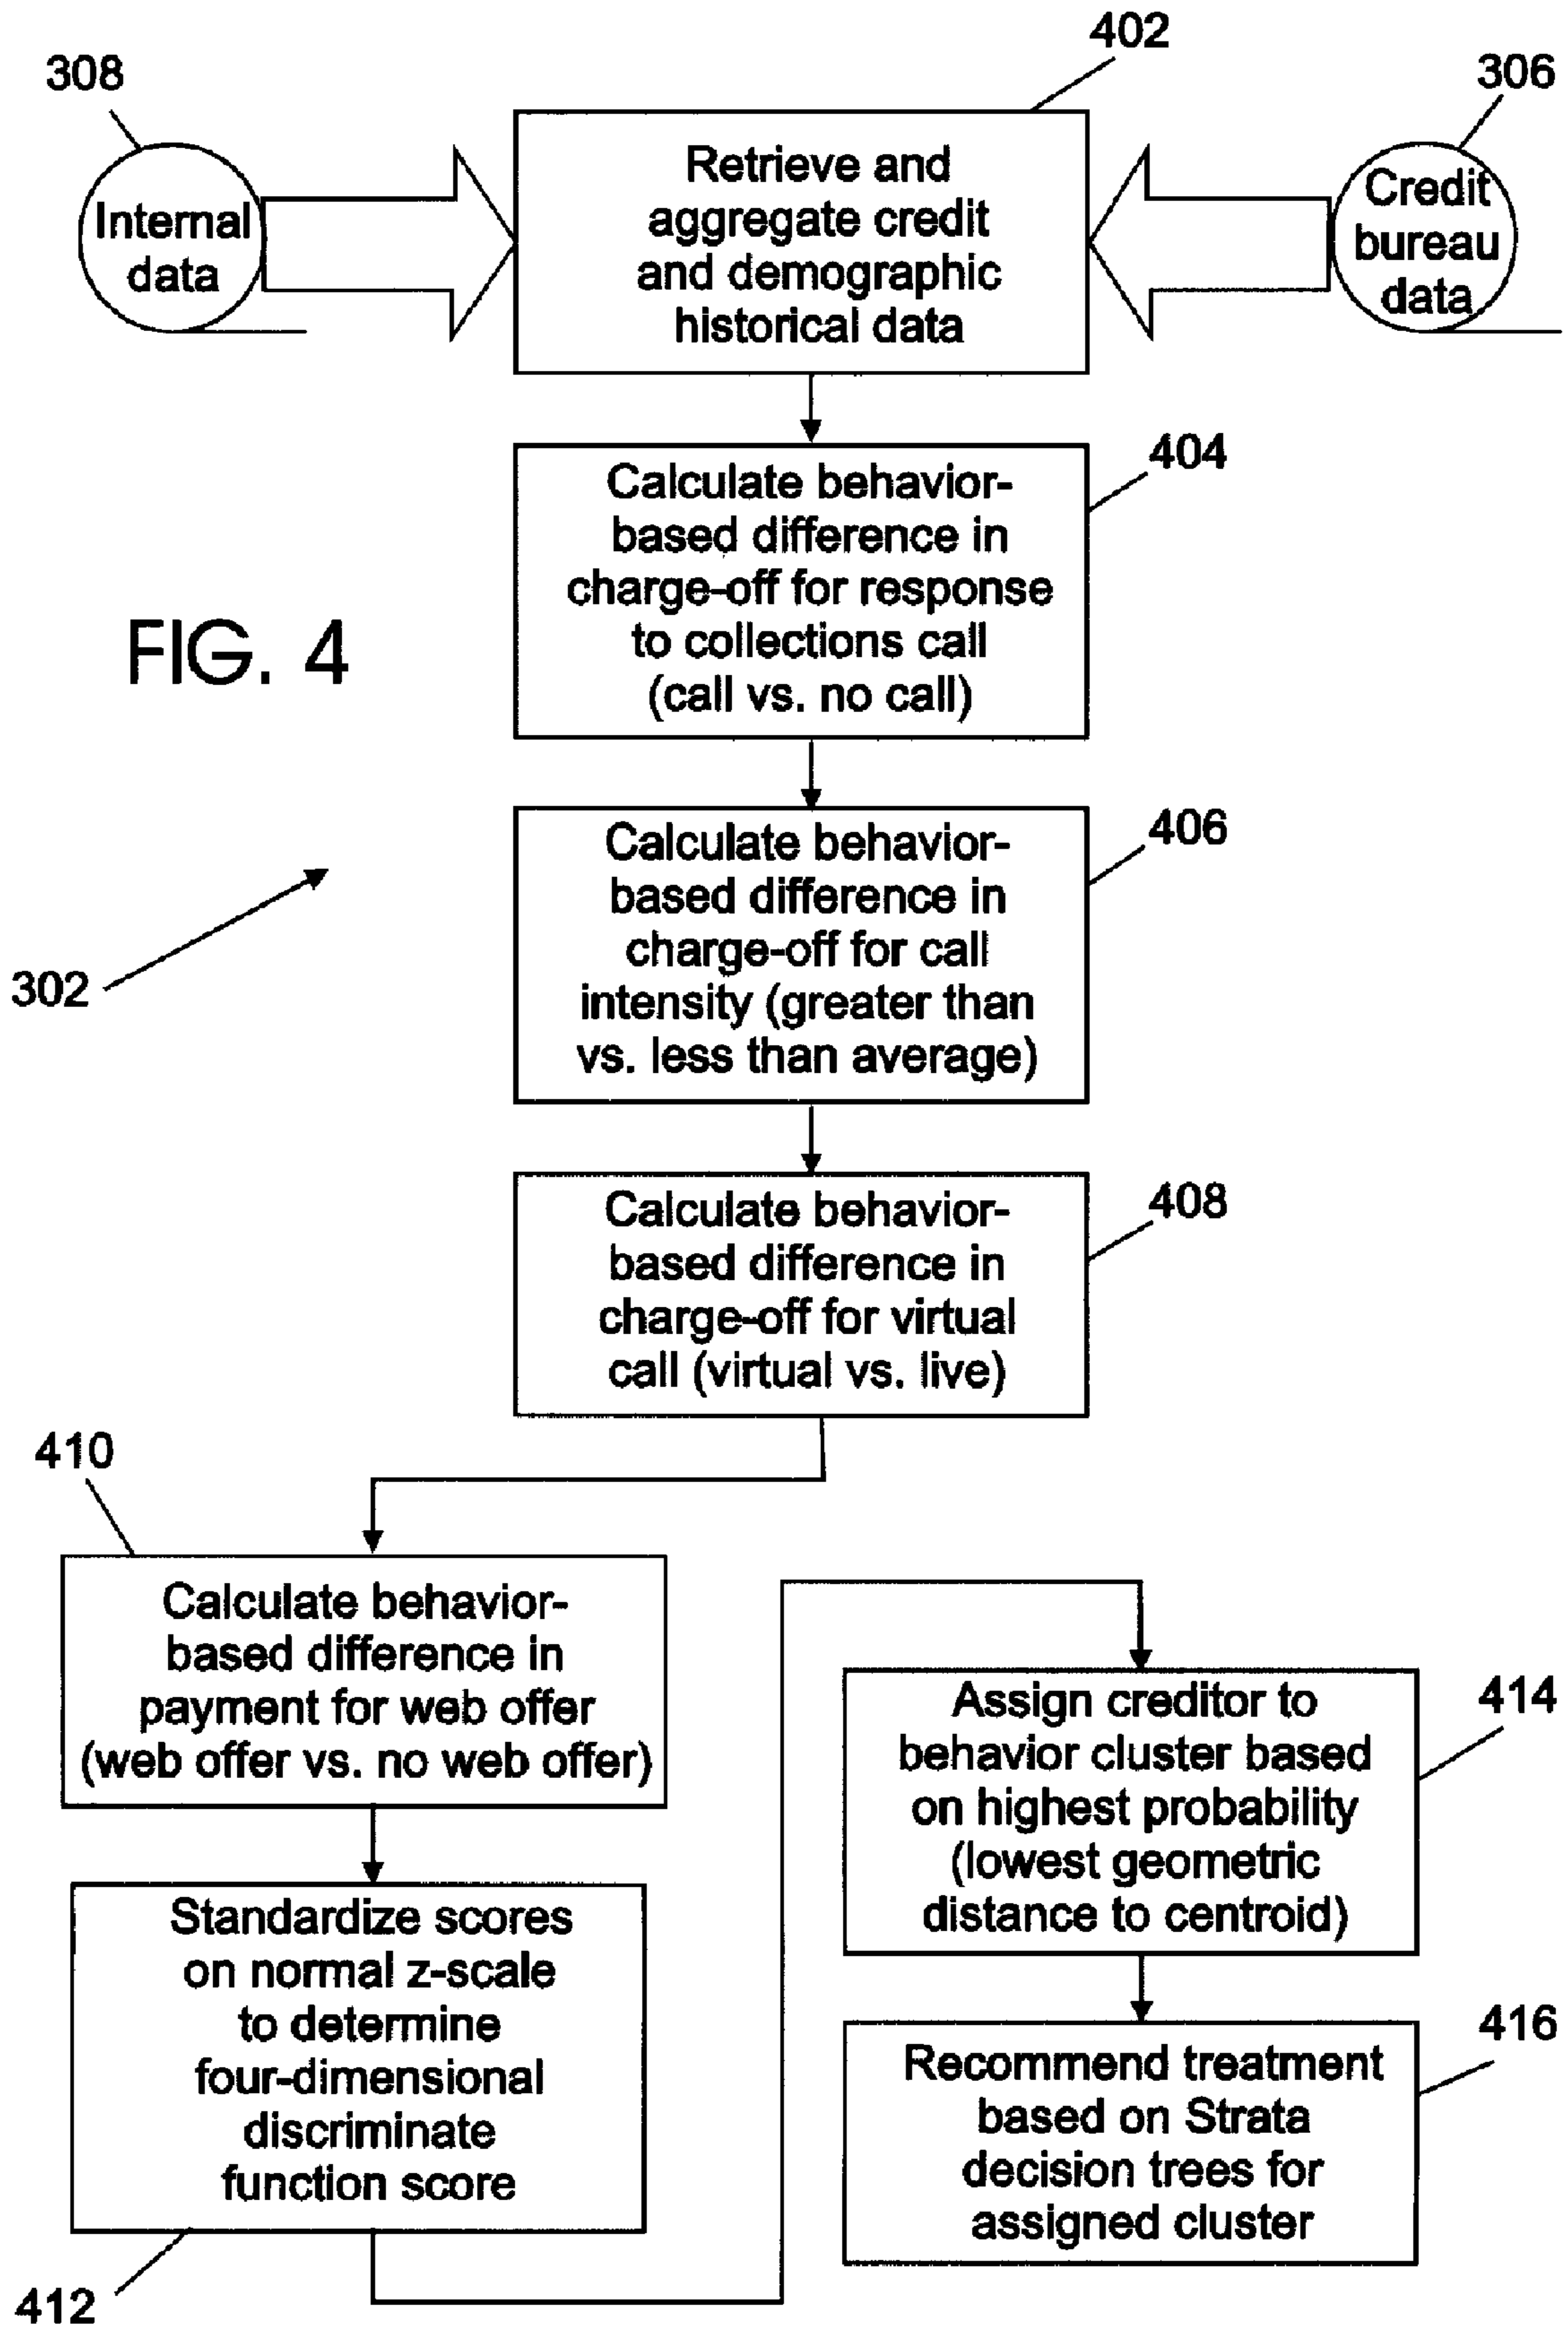 402
308
306
Internal
data
Retrieve and
aggregate credit
and demographic
historical data
Credit
bureau
data
404
Calculate behavior-
based difference in
charge-off for response
to collections call
(call vs. no call)
FIG. 4
406
Calculate behavior-
based difference in
charge-off for call
intensity (greater than
vs. less than average)
302
408
Calculate behavior-
based difference in
charge-off for virtual
call (virtual vs. live)
410
Calculate behavior-
based difference in
payment for web offer
(web offer vs. no web offer)
Standardize scores
on normal z-scale
to determine
four-dimensional
discriminate
function score
412
414
Assign creditor to
behavior cluster based
on highest probability
(lowest geometric
distance to centroid)
416
Recommend treatment
based on Strata
decision trees for
assigned cluster